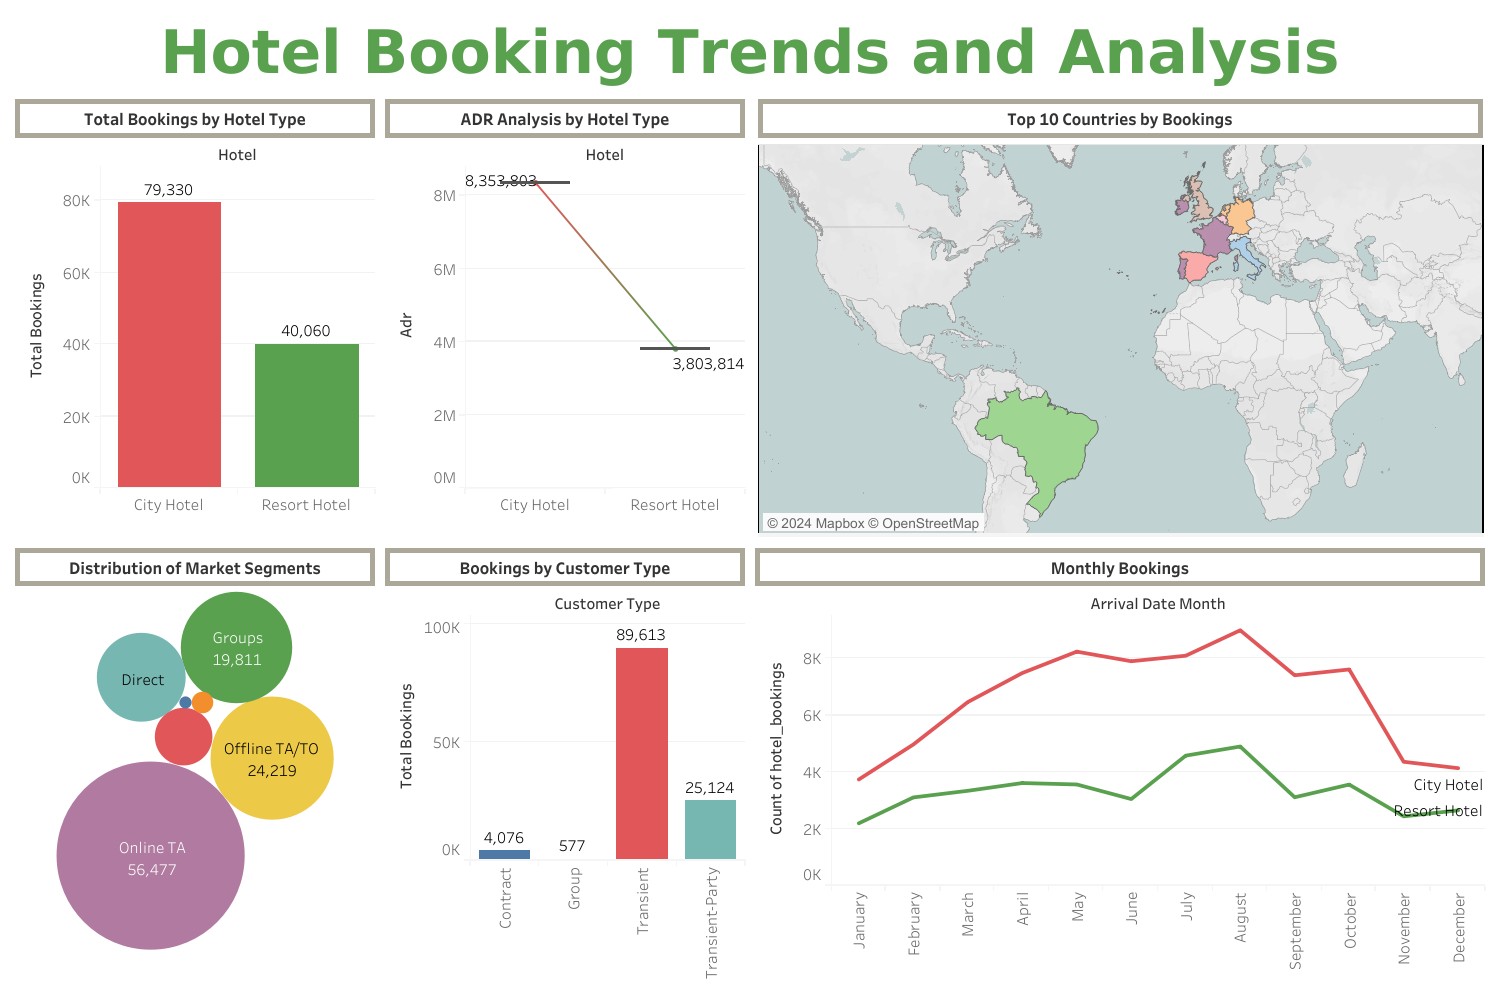 Hotel Booking Trends and Analysis
Total Bookings by Hotel Type
Hotel
Total Bookings
80K
60K
40K
20K
0K
79,330
40,060
City Hotel
Resort Hotel
ADR Analysis by Hotel Type
Hotel
Adr
8M
6M
4M
2M
0M
8,353,803
3,803,814
City Hotel
Resort Hotel
Top 10 Countries by Bookings
© 2024 Mapbox © OpenStreetMap
Distribution of Market Segments
Groups
19,811
Direct
Offline TA/TO
24,219
Online TA
56,477
Bookings by Customer Type
Customer Type
Total Bookings
100K
50K
0K
4,076
577
89,613
25,124
Contract
Group
Transient
Transient-Party
Monthly Bookings
Arrival Date Month
Count of hotel_bookings
8K
6K
4K
2K
0K
City Hotel
Resort Hotel
January
February
March
April
May
June
July
August
September
October
November
December